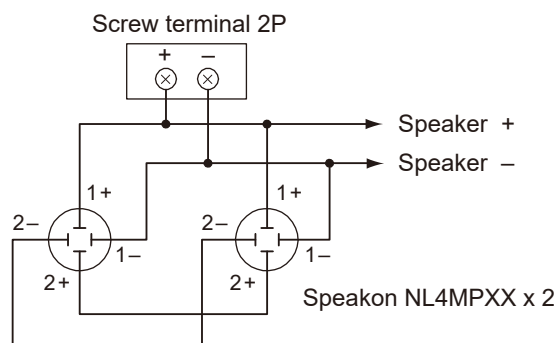 Screw terminal 2P
+ –
Speaker +
Speaker –
1+ 1+
2– 2–
1– 1–
2+ 2+
Speakon NL4MPXX x 2